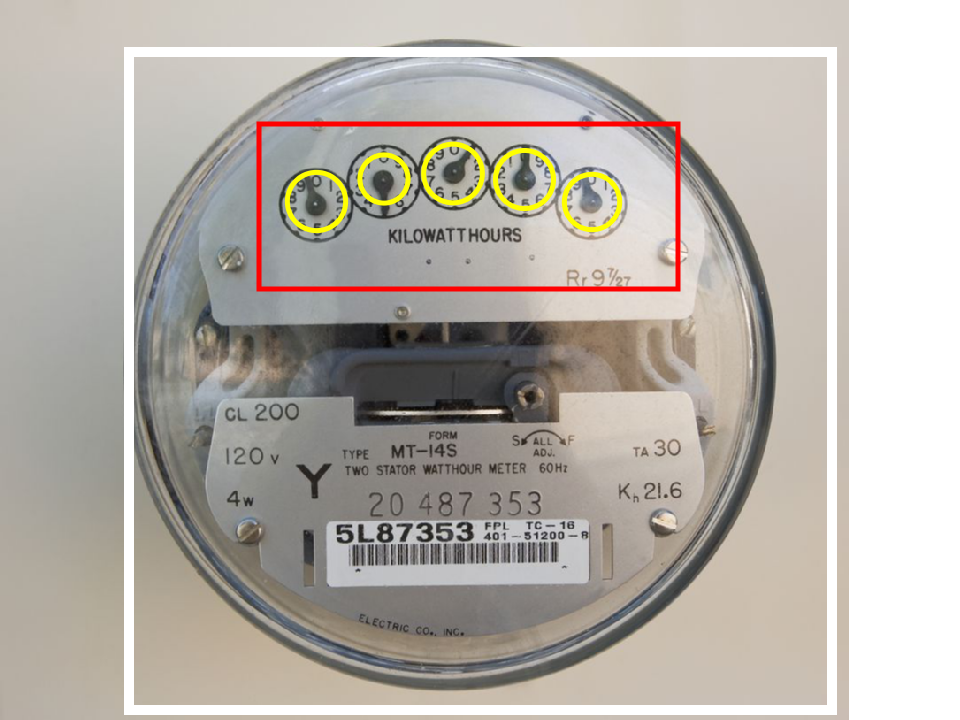 KILOWATTHOURS
Rr 9 7/27
CL 200
120 V
4W
Y
FORM
TYPE MT-14S
TWO STATOR WATTHOUR METER 60Hz
S ALL F
ADJ.
TA 30
Kh 21.6
20 487 353
5L87353
FPL TC-16
401-51200-8
ELECTRIC CO., INC.